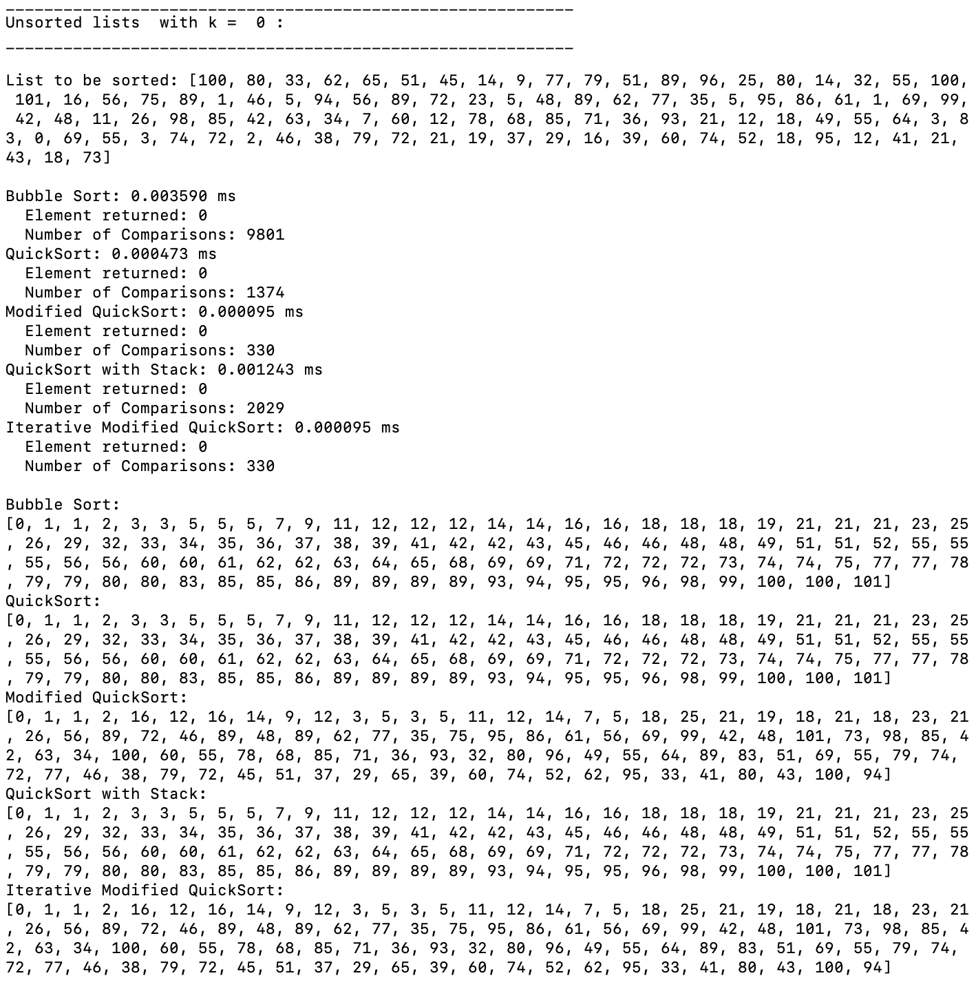 ___________________________________________________________
Unsorted lists  with k =  0 :
___________________________________________________________
List to be sorted: [100, 80, 33, 62, 65, 51, 45, 14, 9, 77, 79, 51, 89, 96, 25, 80, 14, 32, 55, 100,
 101, 16, 56, 75, 89, 1, 46, 5, 94, 56, 89, 72, 23, 5, 48, 89, 62, 77, 35, 5, 95, 86, 61, 1, 69, 99,
 42, 48, 11, 26, 98, 85, 42, 63, 34, 7, 60, 12, 78, 68, 85, 71, 36, 93, 21, 12, 18, 49, 55, 64, 3, 8
3, 0, 69, 55, 3, 74, 72, 2, 46, 38, 79, 72, 21, 19, 37, 29, 16, 39, 60, 74, 52, 18, 95, 12, 41, 21,
43, 18, 73]
Bubble Sort: 0.003590 ms
  Element returned: 0
  Number of Comparisons: 9801
QuickSort: 0.000473 ms
  Element returned: 0
  Number of Comparisons: 1374
Modified QuickSort: 0.000095 ms
  Element returned: 0
  Number of Comparisons: 330
QuickSort with Stack: 0.001243 ms
  Element returned: 0
  Number of Comparisons: 2029
Iterative Modified QuickSort: 0.000095 ms
  Element returned: 0
  Number of Comparisons: 330
Bubble Sort:
[0, 1, 1, 2, 3, 3, 5, 5, 5, 7, 9, 11, 12, 12, 12, 14, 14, 16, 16, 18, 18, 18, 19, 21, 21, 21, 23, 25
, 26, 29, 32, 33, 34, 35, 36, 37, 38, 39, 41, 42, 42, 43, 45, 46, 46, 48, 48, 49, 51, 51, 52, 55, 55
, 55, 56, 56, 60, 60, 61, 62, 62, 63, 64, 65, 68, 69, 69, 71, 72, 72, 72, 73, 74, 74, 75, 77, 77, 78
, 79, 79, 80, 80, 83, 85, 85, 86, 89, 89, 89, 89, 93, 94, 95, 95, 96, 98, 99, 100, 100, 101]
QuickSort:
[0, 1, 1, 2, 3, 3, 5, 5, 5, 7, 9, 11, 12, 12, 12, 14, 14, 16, 16, 18, 18, 18, 19, 21, 21, 21, 23, 25
, 26, 29, 32, 33, 34, 35, 36, 37, 38, 39, 41, 42, 42, 43, 45, 46, 46, 48, 48, 49, 51, 51, 52, 55, 55
, 55, 56, 56, 60, 60, 61, 62, 62, 63, 64, 65, 68, 69, 69, 71, 72, 72, 72, 73, 74, 74, 75, 77, 77, 78
, 79, 79, 80, 80, 83, 85, 85, 86, 89, 89, 89, 89, 93, 94, 95, 95, 96, 98, 99, 100, 100, 101]
Modified QuickSort:
[0, 1, 1, 2, 16, 12, 16, 14, 9, 12, 3, 5, 3, 5, 11, 12, 14, 7, 5, 18, 25, 21, 19, 18, 21, 18, 23, 21
, 26, 56, 89, 72, 46, 89, 48, 89, 62, 77, 35, 75, 95, 86, 61, 56, 69, 99, 42, 48, 101, 73, 98, 85, 4
2, 63, 34, 100, 60, 55, 78, 68, 85, 71, 36, 93, 32, 80, 96, 49, 55, 64, 89, 83, 51, 69, 55, 79, 74,
72, 77, 46, 38, 79, 72, 45, 51, 37, 29, 65, 39, 60, 74, 52, 62, 95, 33, 41, 80, 43, 100, 94]
QuickSort with Stack:
[0, 1, 1, 2, 3, 3, 5, 5, 5, 7, 9, 11, 12, 12, 12, 14, 14, 16, 16, 18, 18, 18, 19, 21, 21, 21, 23, 25
, 26, 29, 32, 33, 34, 35, 36, 37, 38, 39, 41, 42, 42, 43, 45, 46, 46, 48, 48, 49, 51, 51, 52, 55, 55
, 55, 56, 56, 60, 60, 61, 62, 62, 63, 64, 65, 68, 69, 69, 71, 72, 72, 72, 73, 74, 74, 75, 77, 77, 78
, 79, 79, 80, 80, 83, 85, 85, 86, 89, 89, 89, 89, 93, 94, 95, 95, 96, 98, 99, 100, 100, 101]
Iterative Modified QuickSort:
[0, 1, 1, 2, 16, 12, 16, 14, 9, 12, 3, 5, 3, 5, 11, 12, 14, 7, 5, 18, 25, 21, 19, 18, 21, 18, 23, 21
, 26, 56, 89, 72, 46, 89, 48, 89, 62, 77, 35, 75, 95, 86, 61, 56, 69, 99, 42, 48, 101, 73, 98, 85, 4
2, 63, 34, 100, 60, 55, 78, 68, 85, 71, 36, 93, 32, 80, 96, 49, 55, 64, 89, 83, 51, 69, 55, 79, 74,
72, 77, 46, 38, 79, 72, 45, 51, 37, 29, 65, 39, 60, 74, 52, 62, 95, 33, 41, 80, 43, 100, 94]